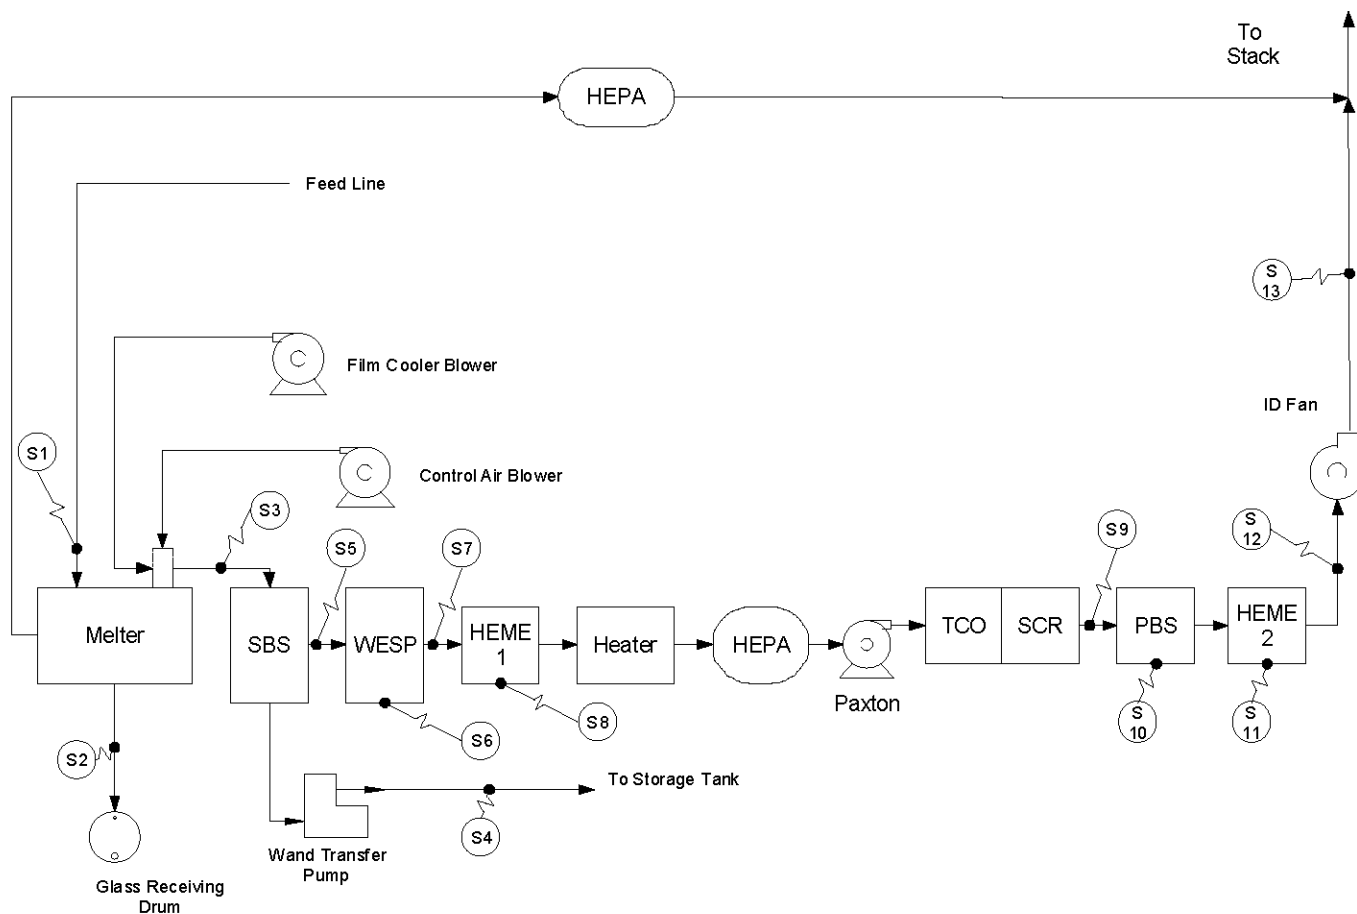 To
Stack
HEPA
Feed Line
S
13
Film Cooler Blower
ID Fan
S1
Control Air Blower
S3
S
12
S9
S5
S7
Melter
SBS
WESP
HEME
1
Heater
HEPA
TCO
SCR
PBS
HEME
2
Paxton
S2
S6
S8
S
10
S
11
To Storage Tank
S4
Wand Transfer
Pump
Glass Receiving
Drum